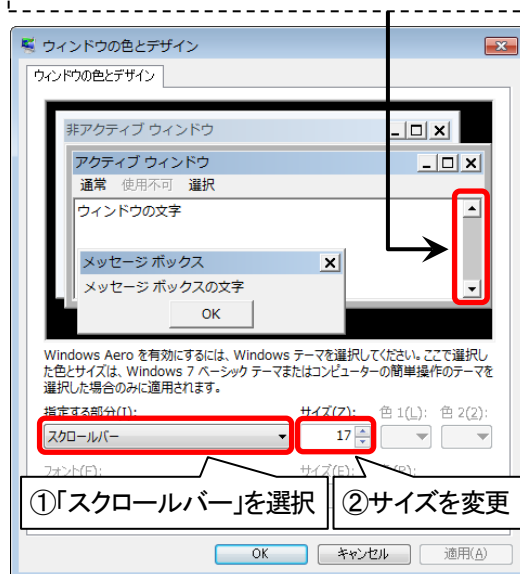 ウィンドウの色とデザイン
ウィンドウの色とデザイン
非アクティブ ウィンドウ
アクティブ ウィンドウ
通常 使用不可 選択
ウィンドウの文字
メッセージ ボックス
メッセージ ボックスの文字
OK
Windows Aero を有効にするには、Windows テーマを選択してください。ここで選択し
た色とサイズは、Windows 7 ベーシック テーマまたはコンピューターの簡単操作のテーマを
選択した場合のみに適用されます。
指定する部分(I): サイズ(Z): 色 1(L): 色 2(2):
スクロールバー 17
フォント(F): サイズ(E):
①「スクロールバー」を選択 ②サイズを変更
OK キャンセル 適用(A)